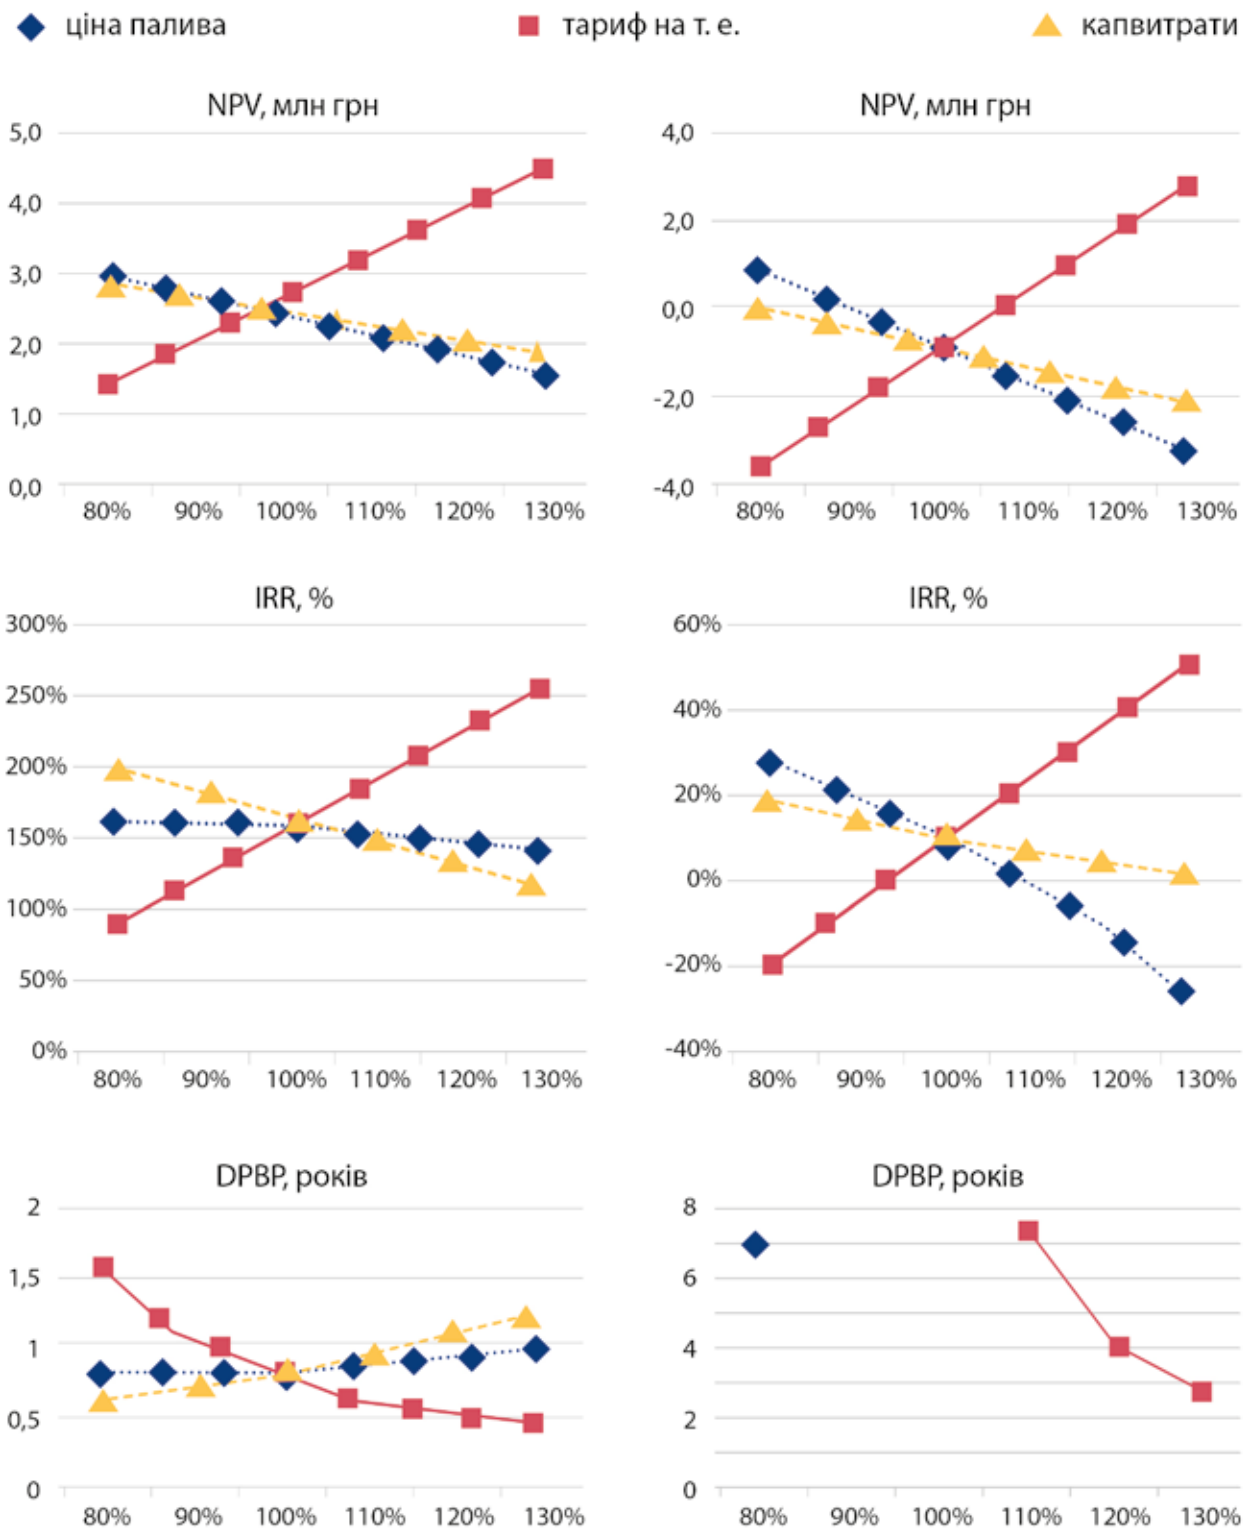 ціна палива
тариф на т. е.
капвитрати
NPV, млн грн
5,0
4,0
3,0
2,0
1,0
0,0
80% 90% 100% 110% 120% 130%
NPV, млн грн
4,0
2,0
0,0
-2,0
-4,0
80% 90% 100% 110% 120% 130%
IRR, %
300%
250%
200%
150%
100%
50%
0%
80% 90% 100% 110% 120% 130%
IRR, %
60%
40%
20%
0%
-20%
-40%
80% 90% 100% 110% 120% 130%
DPBP, років
2
1,5
1
0,5
0
80% 90% 100% 110% 120% 130%
DPBP, років
8
6
4
2
0
80% 90% 100% 110% 120% 130%